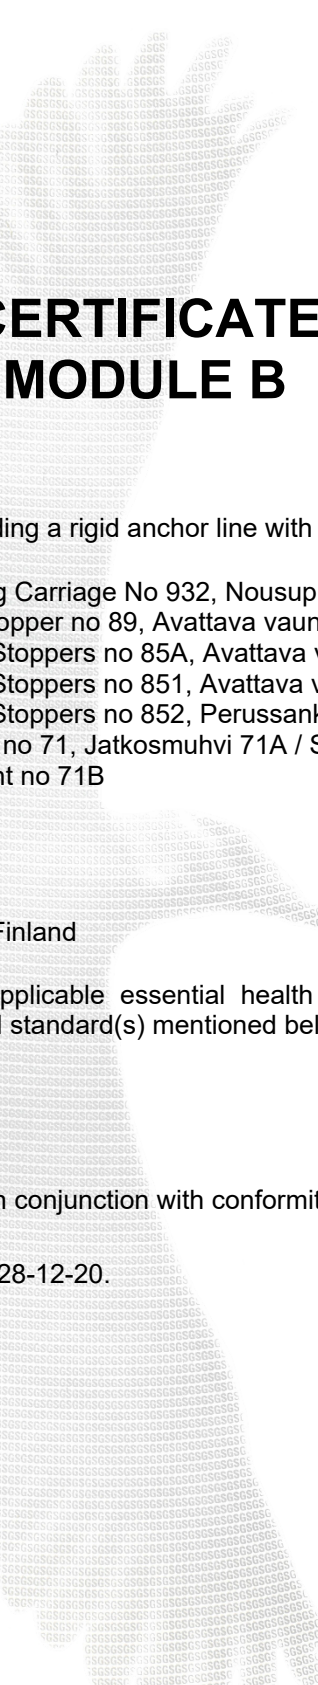 CERTIFICATE
MODULE B
ding a rigid anchor line with
g Carriage No 932, Nousup
opper no 89, Avattava vaun
Stoppers no 85A, Avattava v
Stoppers no 851, Avattava v
Stoppers no 852, Perussank
no 71, Jatkosmuhvi 71A / S
nt no 71B
Finland
pplicable essential health
standard(s) mentioned bel
n conjunction with conformit
28-12-20.